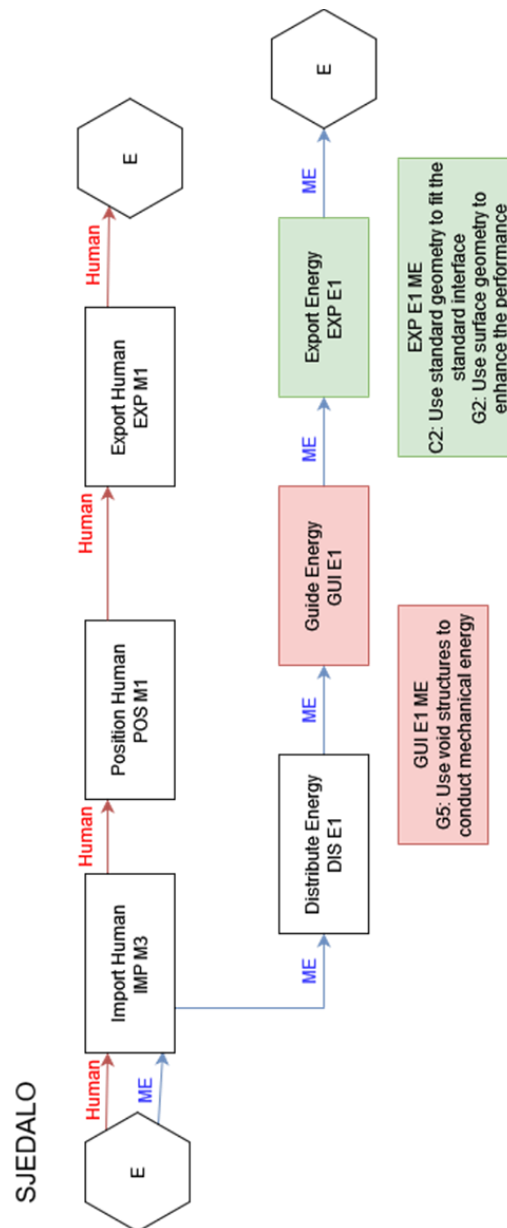 SJEDALO
E
Human
ME
Import Human
IMP M3
Human
Position Human
POS M1
Human
Export Human
EXP M1
Human
E
ME
Distribute Energy
DIS E1
ME
Guide Energy
GUI E1
ME
Export Energy
EXP E1
ME
E
GUI E1 ME
G5: Use void structures to
conduct mechanical energy
EXP E1 ME
C2: Use standard geometry to fit the
standard interface
G2: Use surface geometry to
enhance the performance